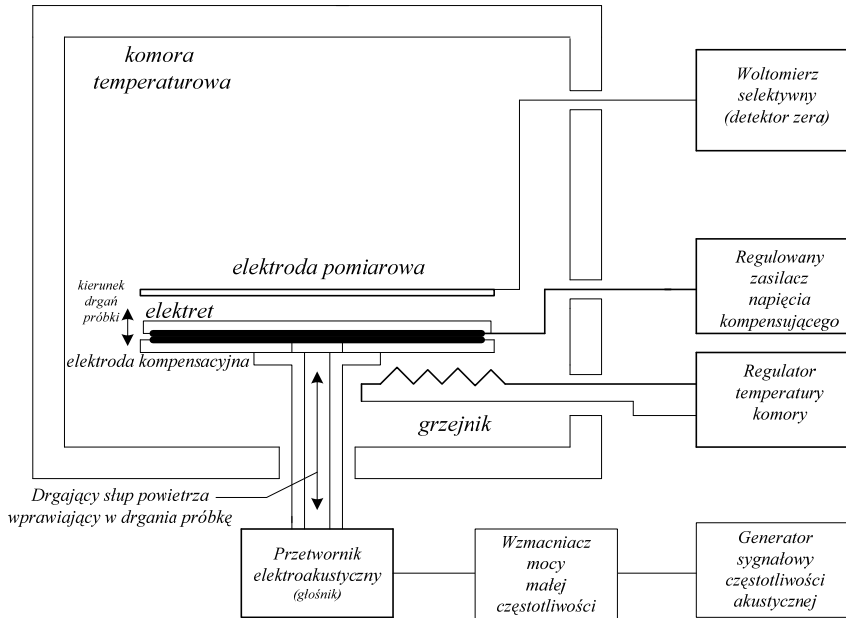 komora
temperaturowa
Woltomierz
selektywny
(detektor zera)
elektroda pomiarowa
kierunek
drgań
próbki
elektret
elektroda kompensacyjna
Regulowany
zasilacz
napięcia
kompensującego
Regulator
temperatury
komory
grzejnik
Drgający słup powietrza
wprawiający w drgania próbkę
Przetwornik
elektroakustyczny
(głośnik)
Wzmacniacz
mocy
małej
częstotliwości
Generator
sygnałowy
częstotliwości
akustycznej